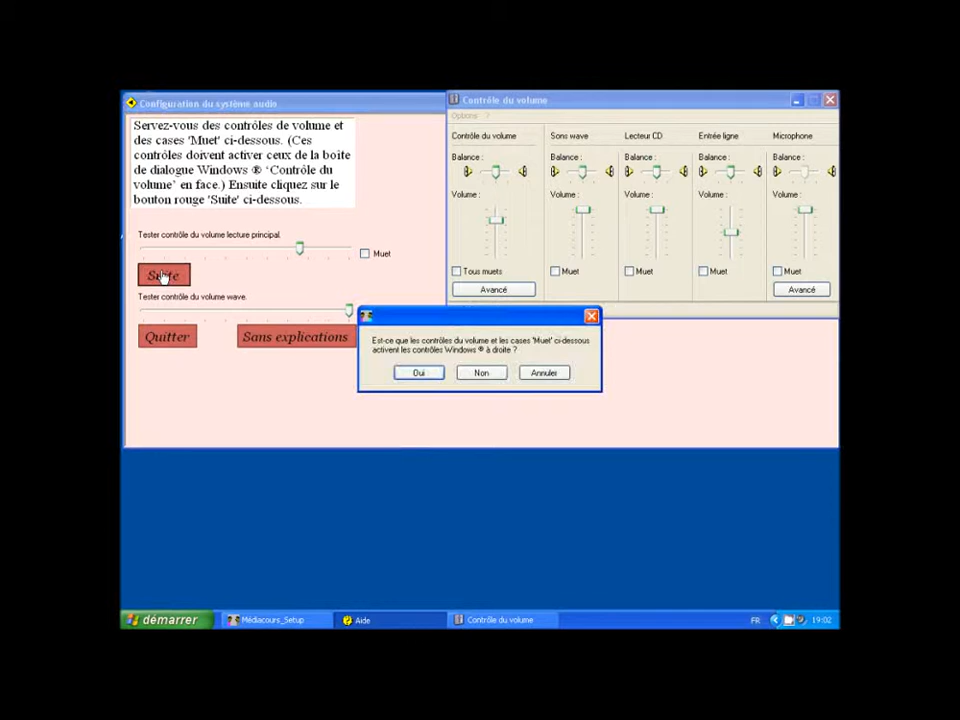 Configuration du système audio
Servez-vous des contrôles de volume et
des cases 'Muet' ci-dessous. (Ces
contrôles doivent activer ceux de la boîte
de dialogue Windows ® 'Contrôle du
volume' en face.) Ensuite cliquez sur le
bouton rouge 'Suite' ci-dessous.
Tester contrôle du volume lecture principal.
Muet
Suite
Tester contrôle du volume wave.
Quitter
Sans explications
Contrôle du volume
Options ?
Contrôle du volume
Sons wave
Lecteur CD
Entrée ligne
Microphone
Balance :
Balance :
Balance :
Balance :
Balance :
Volume :
Volume :
Volume :
Volume :
Volume :
Tous muets
Muet
Muet
Muet
Muet
Avancé
Avancé
Est-ce que les contrôles du volume et les cases 'Muet' ci-dessous
activent les contrôles Windows ® à droite ?
Oui
Non
Annuler
démarrer
Médiacours_Setup
Aide
Contrôle du volume
FR
19:02